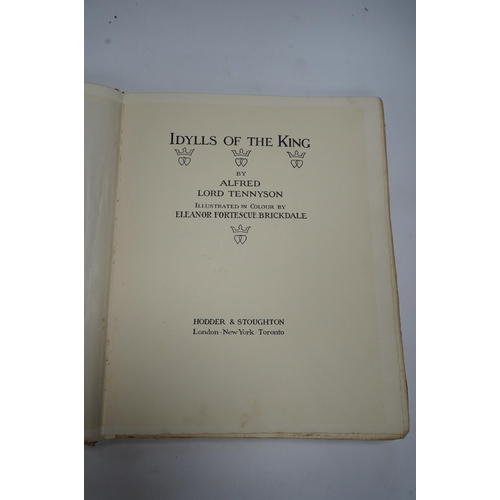 IDYLLS OF THE KING
BY
ALFRED
LORD TENNYSON
ILLUSTRATED IN COLOUR BY
ELEANOR FORTESCUE BRICKDALE
HODDER & STOUGHTON
London · New York · Toronto